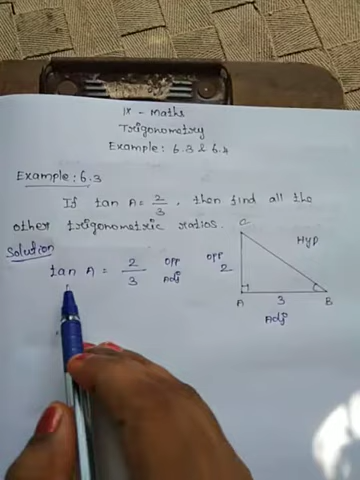 IX - Maths
Trigonometry
Example: 6.3 & 6.4
Example: 6.3
If tan A = 2/3, then find all the
other trigonometric ratios.
Solution
tan A = 2/3 opp Adj
C
Hyp
opp
2
A 3 B
Adj